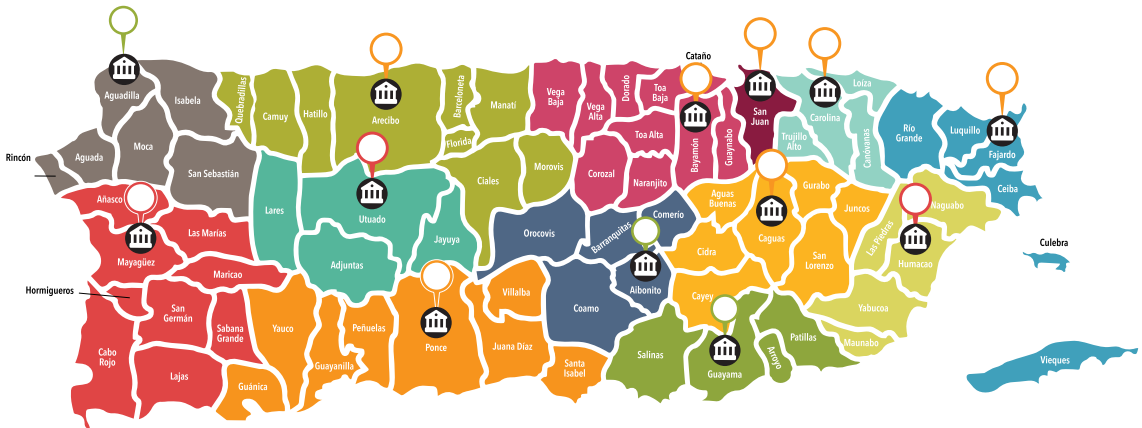 Aguadilla
Isabela
Quebradillas
Camuy
Hatillo
Arecibo
Barceloneta
Florida
Manatí
Vega
Baja
Vega
Alta
Dorado
Toa
Baja
Cataño
Toa Alta
Bayamón
Guaynabo
San
Juan
Trujillo
Alto
Carolina
Loíza
Canóvanas
Río
Grande
Luquillo
Fajardo
Ceiba
Rincón
Aguada
Moca
San Sebastián
Lares
Utuado
Ciales
Morovis
Corozal
Naranjito
Añasco
Las Marías
Mayagüez
Maricao
Hormigueros
Adjuntas
Jayuya
Orocovis
Barranquitas
Comerío
Aibonito
Coamo
Aguas
Buenas
Cidra
Caguas
Gurabo
Juncos
San
Lorenzo
Cayey
Las Piedras
Naguabo
Humacao
Yabucoa
Maunabo
Culebra
Vieques
Cabo
Rojo
San
Germán
Sabana
Grande
Lajas
Guánica
Yauco
Guayanilla
Peñuelas
Ponce
Villalba
Juana Díaz
Santa
Isabel
Salinas
Guayama
Arroyo
Patillas